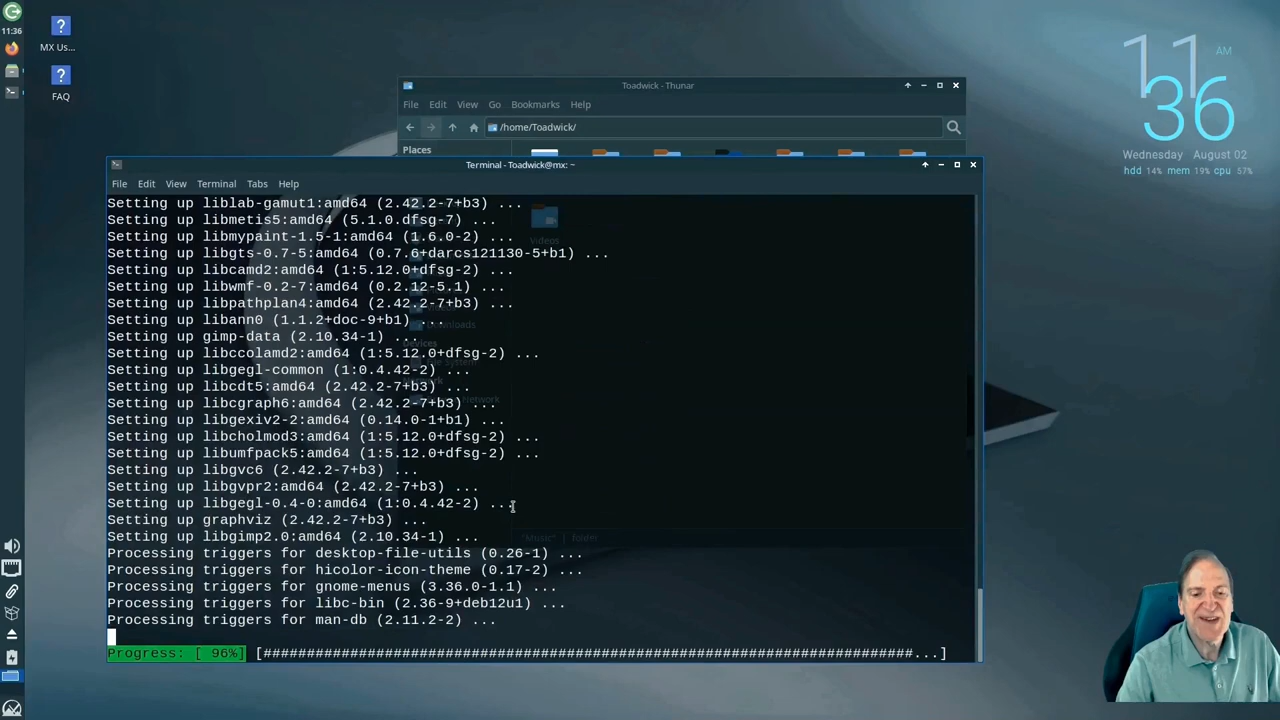 11:36
MX Us...
FAQ
11 AM
36
Wednesday August 02
hdd 14% mem 19% cpu 57%
Toadwick - Thunar
File Edit View Go Bookmarks Help
/home/Toadwick/
Places
Terminal - Toadwick@mx: ~
File Edit View Terminal Tabs Help
Setting up liblab-gamut1:amd64 (2.42.2-7+b3) ...
Setting up libmetis5:amd64 (5.1.0.dfsg-7) ...
Setting up libmypaint-1.5-1:amd64 (1.6.0-2) ...
Setting up libgts-0.7-5:amd64 (0.7.6+darcs121130-5+b1) ...
Setting up libcamd2:amd64 (1:5.12.0+dfsg-2) ...
Setting up libwmf-0.2-7:amd64 (0.2.12-5.1) ...
Setting up libpathplan4:amd64 (2.42.2-7+b3) ...
Setting up libann0 (1.1.2+doc-9+b1) ...
Setting up gimp-data (2.10.34-1) ...
Setting up libccolamd2:amd64 (1:5.12.0+dfsg-2) ...
Setting up libgegl-common (1:0.4.42-2) ...
Setting up libcdt5:amd64 (2.42.2-7+b3) ...
Setting up libcgraph6:amd64 (2.42.2-7+b3) ...
Setting up libgexiv2-2:amd64 (0.14.0-1+b1) ...
Setting up libcholmod3:amd64 (1:5.12.0+dfsg-2) ...
Setting up libumfpack5:amd64 (1:5.12.0+dfsg-2) ...
Setting up libgvc6 (2.42.2-7+b3) ...
Setting up libgvpr2:amd64 (2.42.2-7+b3) ...
Setting up libgegl-0.4-0:amd64 (1:0.4.42-2) ...
Setting up graphviz (2.42.2-7+b3) ...
Setting up libgimp2.0:amd64 (2.10.34-1) ...
Processing triggers for desktop-file-utils (0.26-1) ...
Processing triggers for hicolor-icon-theme (0.17-2) ...
Processing triggers for gnome-menus (3.36.0-1.1) ...
Processing triggers for libc-bin (2.36-9+deb12u1) ...
Processing triggers for man-db (2.11.2-2) ...
Progress: [ 96%] [##########################################################################...]
Videos
Downloads
Devices
Network
"Music" | folder